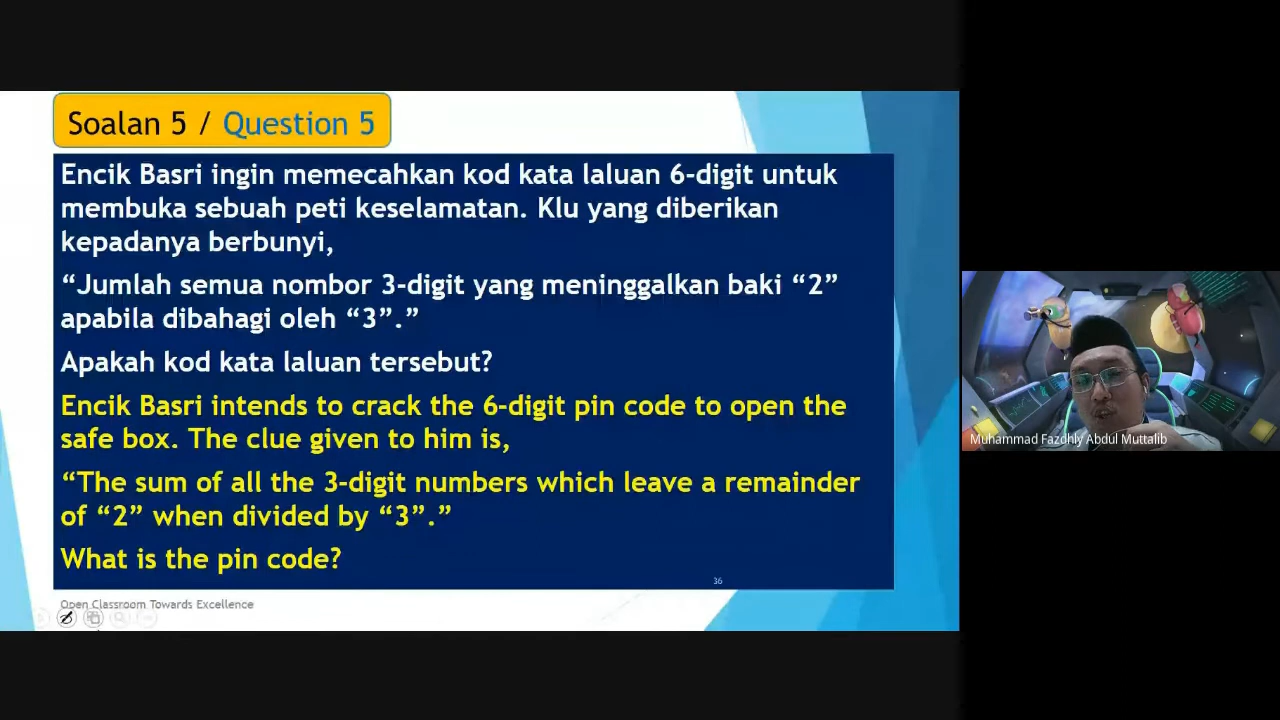 Soalan 5 / Question 5
Encik Basri ingin memecahkan kod kata laluan 6-digit untuk
membuka sebuah peti keselamatan. Klu yang diberikan
kepadanya berbunyi,
“Jumlah semua nombor 3-digit yang meninggalkan baki “2”
apabila dibahagi oleh “3”.”
Apakah kod kata laluan tersebut?
Encik Basri intends to crack the 6-digit pin code to open the
safe box. The clue given to him is,
“The sum of all the 3-digit numbers which leave a remainder
of “2” when divided by “3”.”
What is the pin code?
36
Open Classroom Towards Excellence
Muhammad Fazdhly Abdul Muttalib